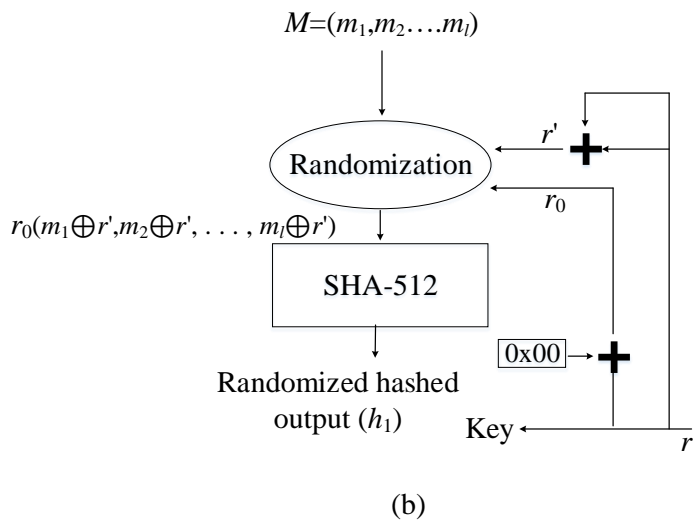 M=(m₁,m₂….mₗ)
r'
+
Randomization
r₀
r₀(m₁⊕r',m₂⊕r', . . . , mₗ⊕r')
SHA-512
0x00
+
Randomized hashed
output (h₁)
Key
r
(b)